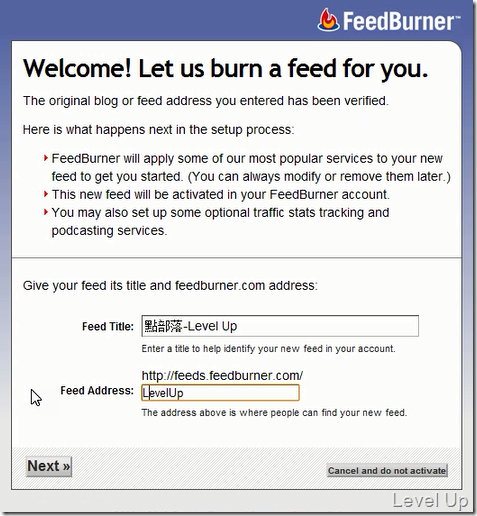 FeedBurner™
Welcome! Let us burn a feed for you.
The original blog or feed address you entered has been verified.
Here is what happens next in the setup process:
FeedBurner will apply some of our most popular services to your new
feed to get you started. (You can always modify or remove them later.)
This new feed will be activated in your FeedBurner account.
You may also set up some optional traffic stats tracking and
podcasting services.
Give your feed its title and feedburner.com address:
Feed Title: 點部落-Level Up
Enter a title to help identify your new feed in your account.
http://feeds.feedburner.com/
Feed Address: LevelUp
The address above is where people can find your new feed.
Next »
Cancel and do not activate
Level Up